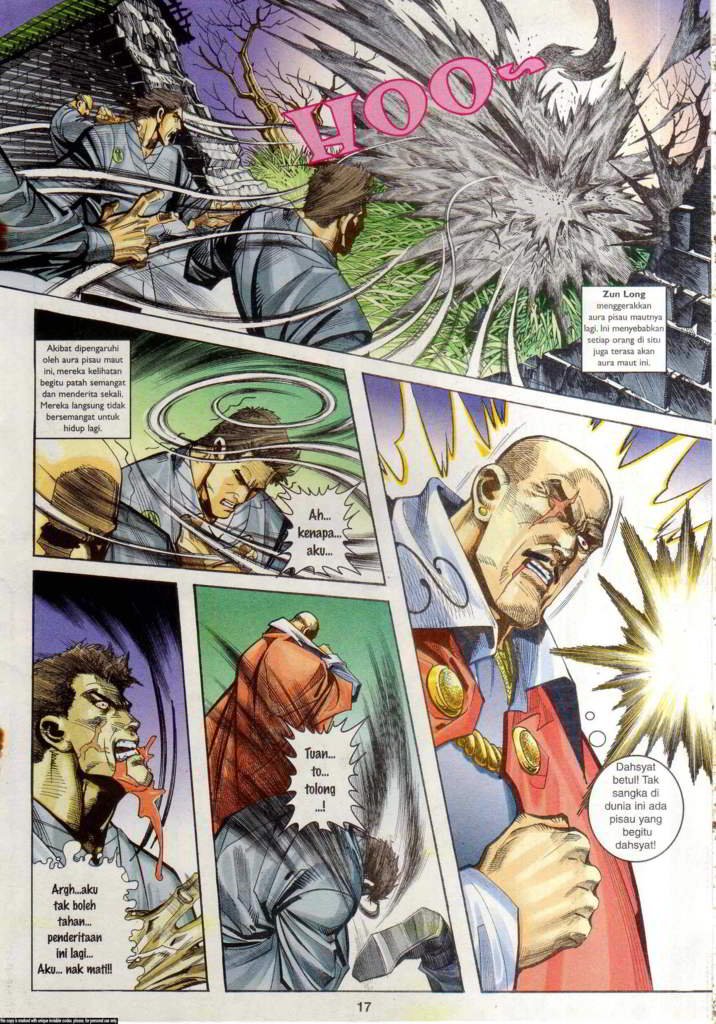 HOO~
Zun Long
menggerakkan
aura pisau mautnya
lagi. Ini menyebabkan
setiap orang di situ
juga terasa akan
aura maut ini.
Akibat dipengaruhi
oleh aura pisau maut
ini, mereka kelihatan
begitu patah semangat
dan menderita sekali.
Mereka langsung tidak
bersemangat untuk
hidup lagi.
Ah...
kenapa...
aku...
Dahsyat
betul! Tak
sangka di
dunia ini ada
pisau yang
begitu
dahsyat!
Argh...aku
tak boleh
tahan...
penderitaan
ini lagi...
Aku... nak mati!!
Tuan...
to...
tolong
...!
17